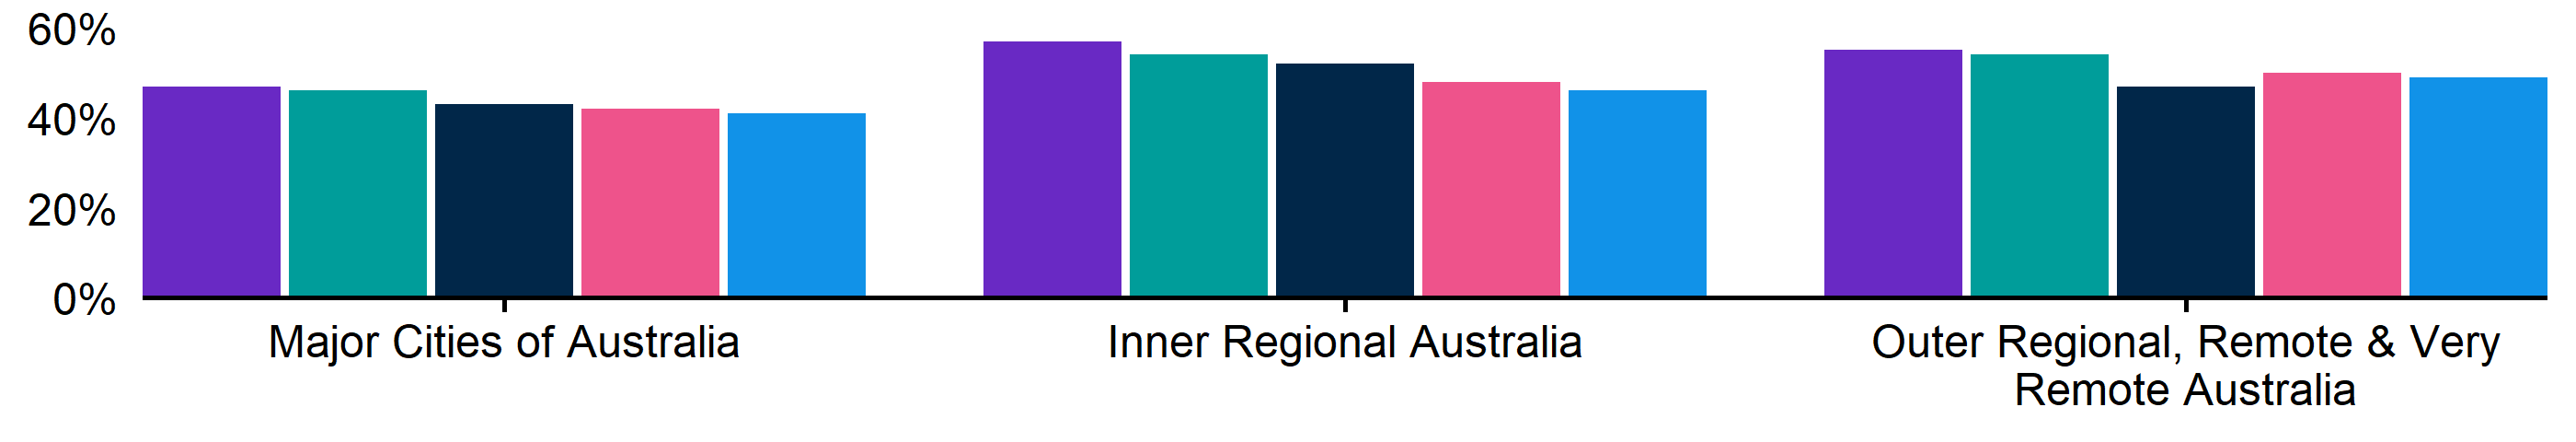 60%
40%
20%
0%
Major Cities of Australia
Inner Regional Australia
Outer Regional, Remote & Very
Remote Australia